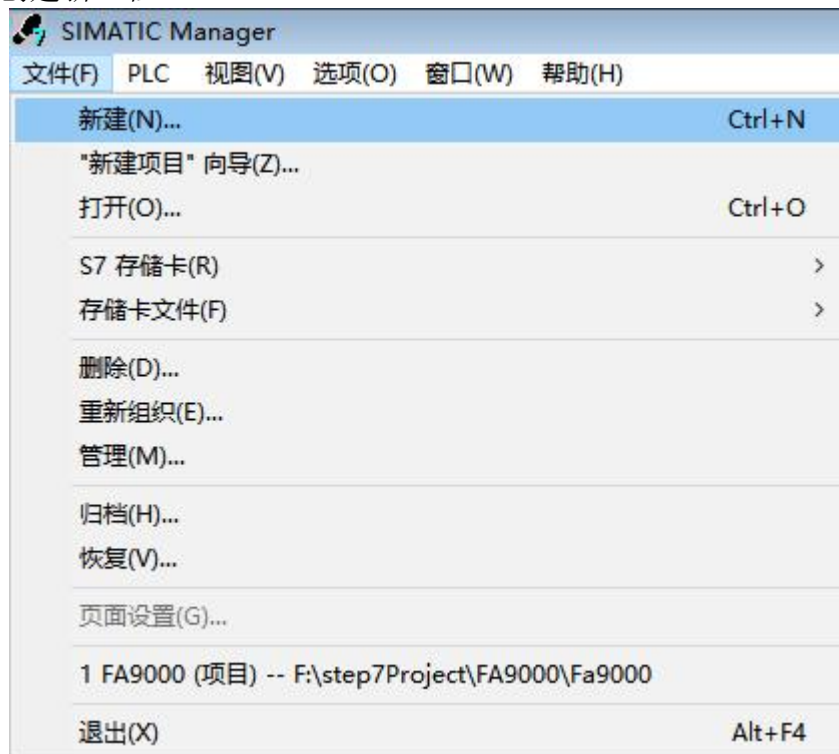 SIMATIC Manager
文件(F) PLC 视图(V) 选项(O) 窗口(W) 帮助(H)
新建(N)... Ctrl+N
"新建项目" 向导(Z)...
打开(O)... Ctrl+O
S7 存储卡(R) >
存储卡文件(F) >
删除(D)...
重新组织(E)...
管理(M)...
归档(H)...
恢复(V)...
页面设置(G)...
1 FA9000 (项目) -- F:\step7Project\FA9000\Fa9000
退出(X) Alt+F4